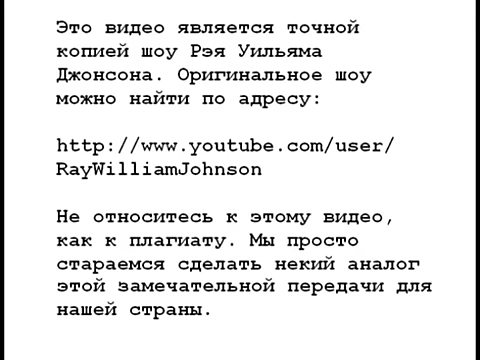 Это видео является точной
копией шоу Рэя Уильяма
Джонсона. Оригинальное шоу
можно найти по адресу:
http://www.youtube.com/user/
RayWilliamJohnson
Не относитесь к этому видео,
как к плагиату. Мы просто
стараемся сделать некий аналог
этой замечательной передачи для
нашей страны.